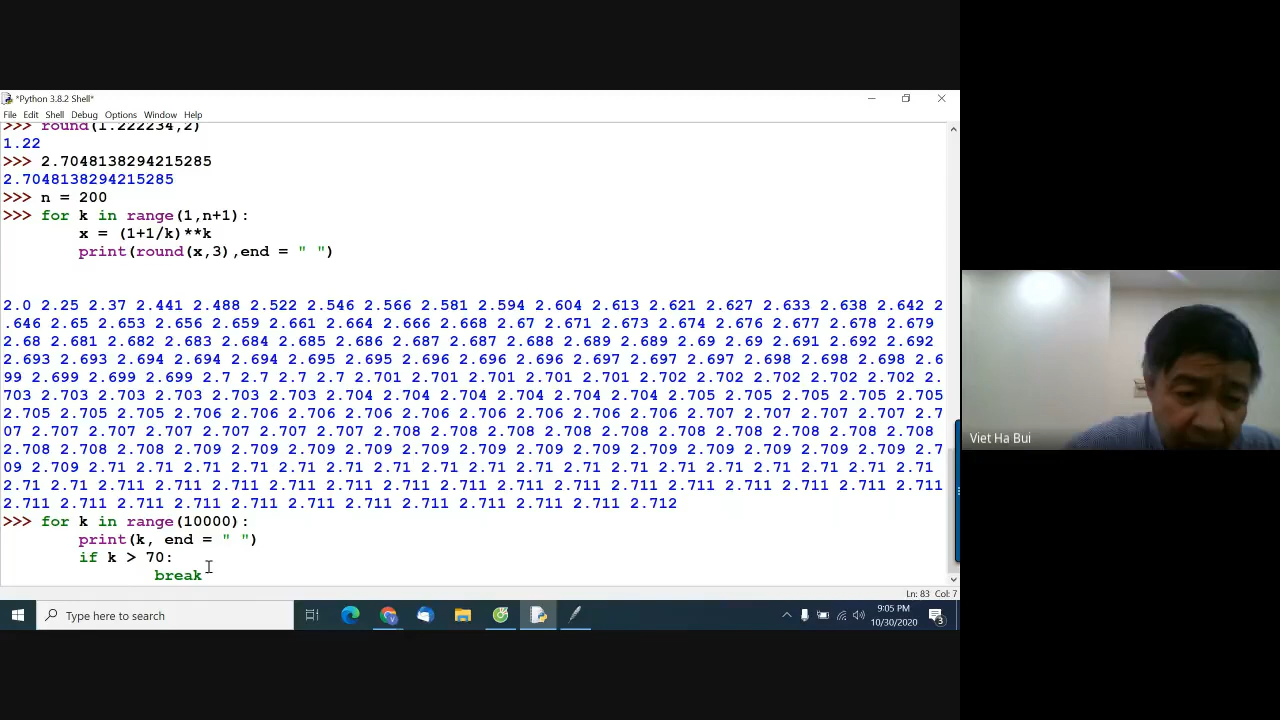 *Python 3.8.2 Shell*
File Edit Shell Debug Options Window Help
>>> round(1.222234,2)
1.22
>>> 2.7048138294215285
2.7048138294215285
>>> n = 200
>>> for k in range(1,n+1):
x = (1+1/k)**k
print(round(x,3),end = " ")
2.0 2.25 2.37 2.441 2.488 2.522 2.546 2.566 2.581 2.594 2.604 2.613 2.621 2.627 2.633 2.638 2.642 2
.646 2.65 2.653 2.656 2.659 2.661 2.664 2.666 2.668 2.67 2.671 2.673 2.674 2.676 2.677 2.678 2.679
2.68 2.681 2.682 2.683 2.684 2.685 2.686 2.687 2.687 2.688 2.689 2.689 2.69 2.69 2.691 2.692 2.692
2.693 2.693 2.694 2.694 2.694 2.695 2.695 2.696 2.696 2.696 2.697 2.697 2.697 2.698 2.698 2.698 2.6
99 2.699 2.699 2.699 2.7 2.7 2.7 2.7 2.701 2.701 2.701 2.701 2.701 2.702 2.702 2.702 2.702 2.702 2.
703 2.703 2.703 2.703 2.703 2.703 2.704 2.704 2.704 2.704 2.704 2.704 2.705 2.705 2.705 2.705 2.705
2.705 2.705 2.705 2.706 2.706 2.706 2.706 2.706 2.706 2.706 2.706 2.706 2.707 2.707 2.707 2.707 2.7
07 2.707 2.707 2.707 2.707 2.707 2.707 2.708 2.708 2.708 2.708 2.708 2.708 2.708 2.708 2.708 2.708
2.708 2.708 2.708 2.709 2.709 2.709 2.709 2.709 2.709 2.709 2.709 2.709 2.709 2.709 2.709 2.709 2.7
09 2.709 2.71 2.71 2.71 2.71 2.71 2.71 2.71 2.71 2.71 2.71 2.71 2.71 2.71 2.71 2.71 2.71 2.71 2.71
2.71 2.71 2.711 2.711 2.711 2.711 2.711 2.711 2.711 2.711 2.711 2.711 2.711 2.711 2.711 2.711 2.711
2.711 2.711 2.711 2.711 2.711 2.711 2.711 2.711 2.711 2.711 2.711 2.712
>>> for k in range(10000):
print(k, end = " ")
if k > 70:
break
Ln: 83 Col: 7
Viet Ha Bui
Type here to search
9:05 PM
10/30/2020
3